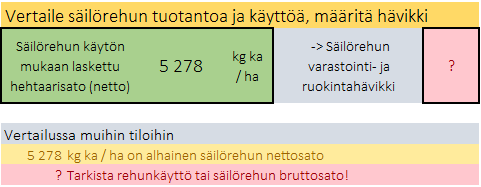 Vertaile säilörehun tuotantoa ja käyttöä, määritä hävikki
Säilörehun käytön
mukaan laskettu
hehtaarisato (netto)
5 278
kg ka
/ ha
-> Säilörehun
varastointi- ja
ruokintahävikki
?
Vertailussa muihin tiloihin
5 278 kg ka / ha on alhainen säilörehun nettosato
? Tarkista rehunkäyttö tai säilörehun bruttosato!